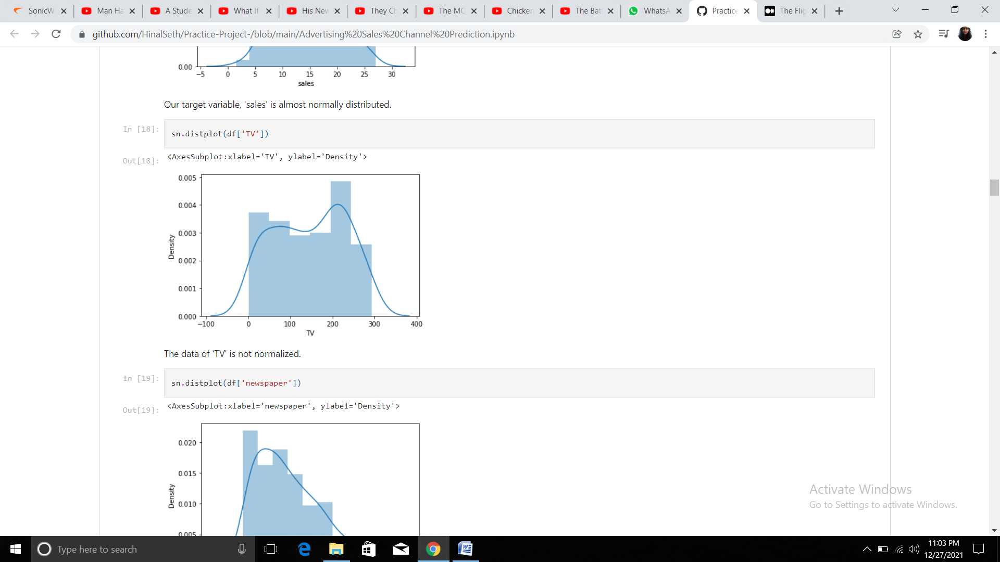 SonicW
Man Ha
A Stude
What If
His New
They Ch
The MC
Chicken
The Bat
WhatsA
Practice
The Flig
github.com/HinalSeth/Practice-Project-/blob/main/Advertising%20Sales%20Channel%20Prediction.ipynb
0.00
−5 0 5 10 15 20 25 30
sales
Our target variable, 'sales' is almost normally distributed.
In [18]:
sn.distplot(df['TV'])
Out[18]:
<AxesSubplot:xlabel='TV', ylabel='Density'>
0.005
0.004
0.003
0.002
0.001
0.000
Density
−100 0 100 200 300 400
TV
The data of 'TV' is not normalized.
In [19]:
sn.distplot(df['newspaper'])
Out[19]:
<AxesSubplot:xlabel='newspaper', ylabel='Density'>
0.020
0.015
0.010
0.005
Density
Activate Windows
Go to Settings to activate Windows.
Type here to search
11:03 PM
12/27/2021